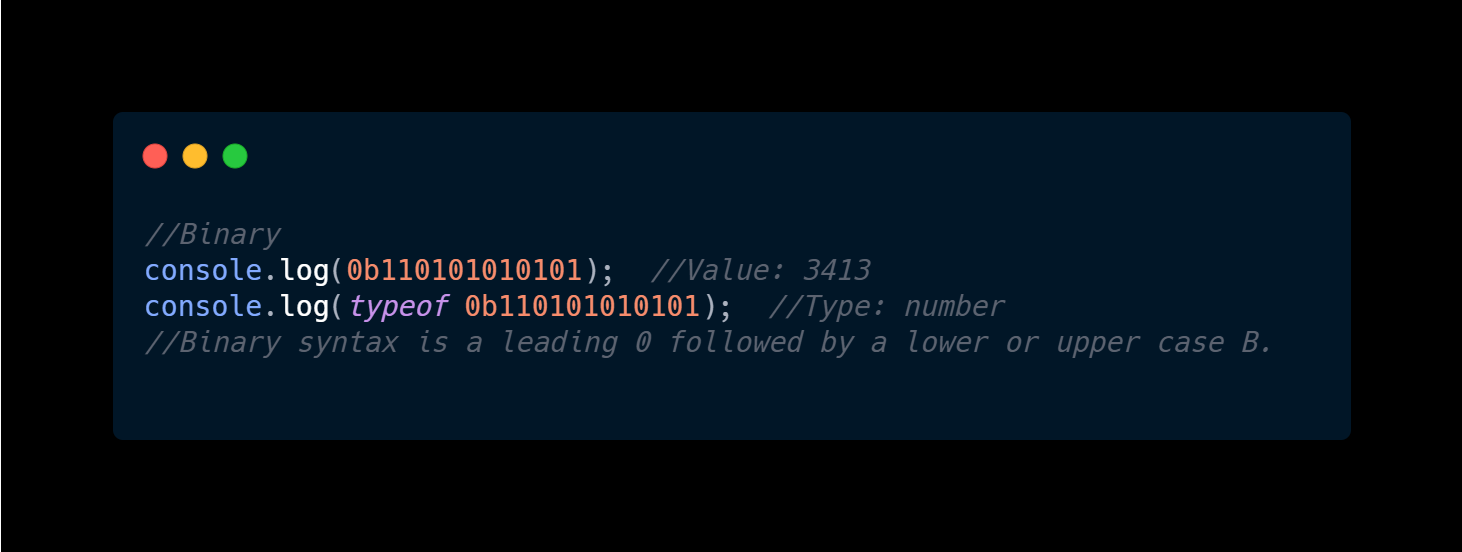 //Binary
console.log(0b110101010101);  //Value: 3413
console.log(typeof 0b110101010101);  //Type: number
//Binary syntax is a leading 0 followed by a lower or upper case B.